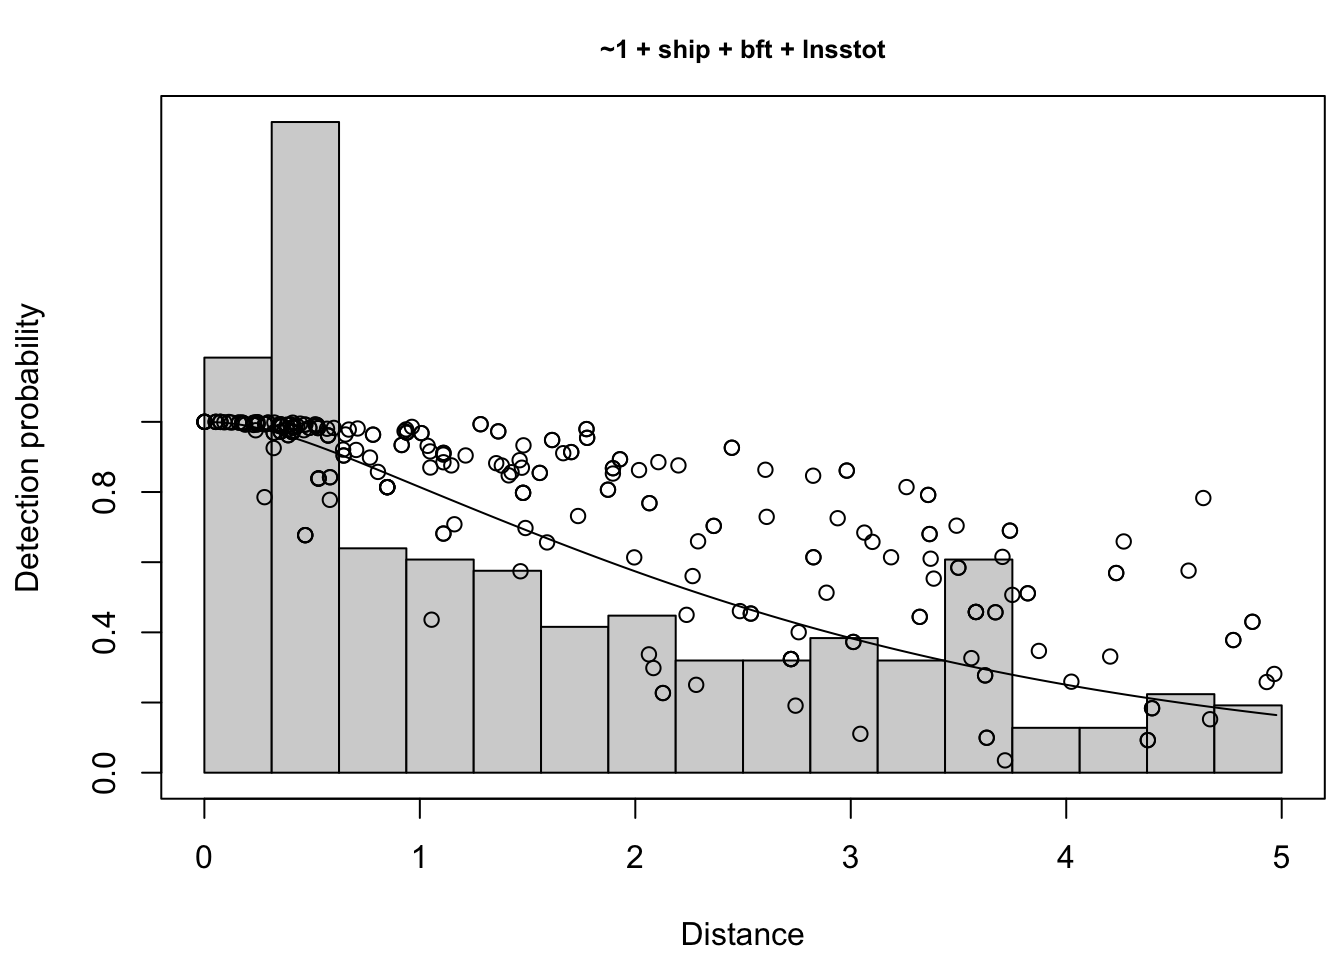 ~1 + ship + bft + lnsstot
Detection probability
0.8
0.4
0.0
0 1 2 3 4 5
Distance